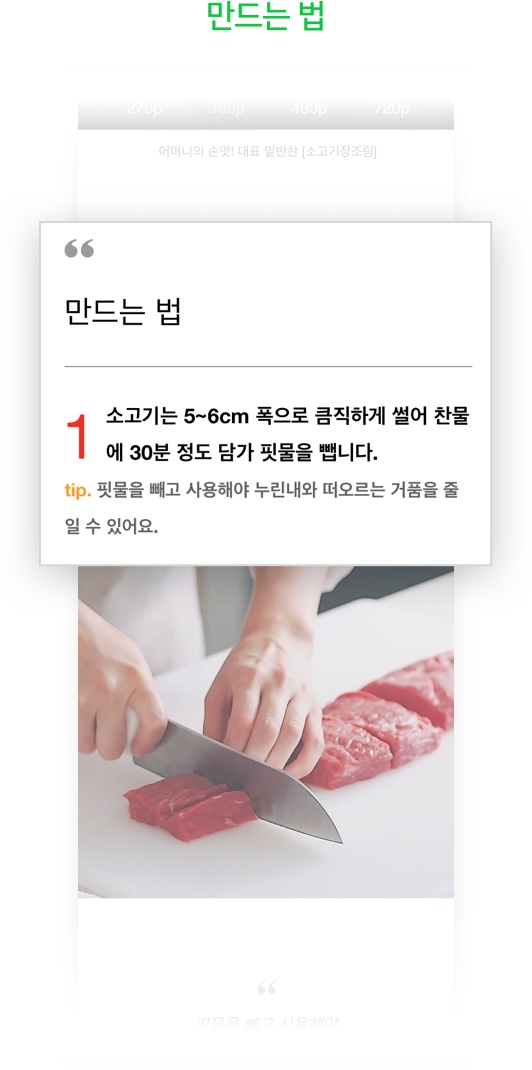 만드는 법
270p 360p 480p 720p
어머니의 손맛! 대표 밑반찬 [소고기장조림]
“
만드는 법
1 소고기는 5~6cm 폭으로 큼직하게 썰어 찬물
에 30분 정도 담가 핏물을 뺍니다.
tip. 핏물을 빼고 사용해야 누린내와 떠오르는 거품을 줄
일 수 있어요.
“
핏물을 빼고 사용해야